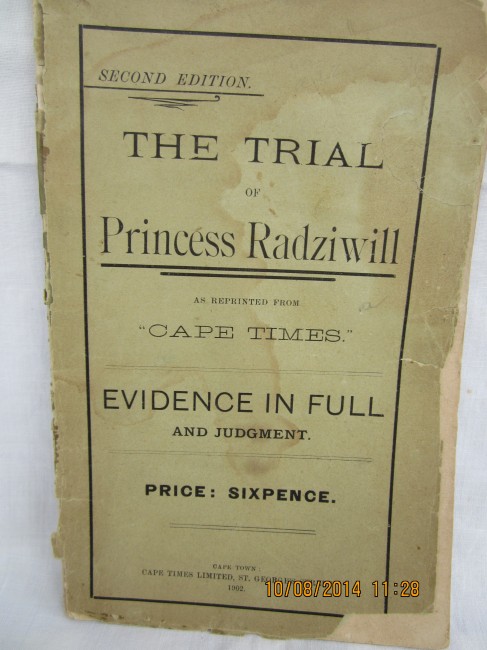 SECOND EDITION.
THE TRIAL
OF
Princess Radziwill
AS REPRINTED FROM
"CAPE TIMES."
EVIDENCE IN FULL
AND JUDGMENT.
PRICE: SIXPENCE.
CAPE TOWN:
CAPE TIMES LIMITED, ST.
1902.
10/08/2014 11:28